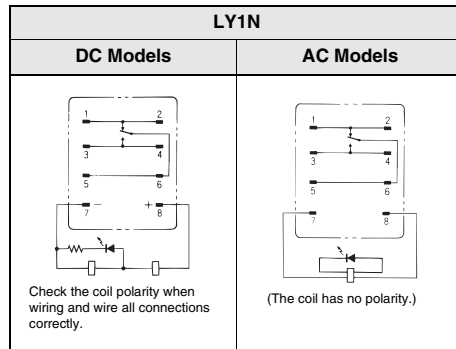 LY1N
DC Models
AC Models
1 2
3 4
5 6
7 − + 8
Check the coil polarity when
wiring and wire all connections
correctly.
1 2
3 4
5 6
7 8
(The coil has no polarity.)